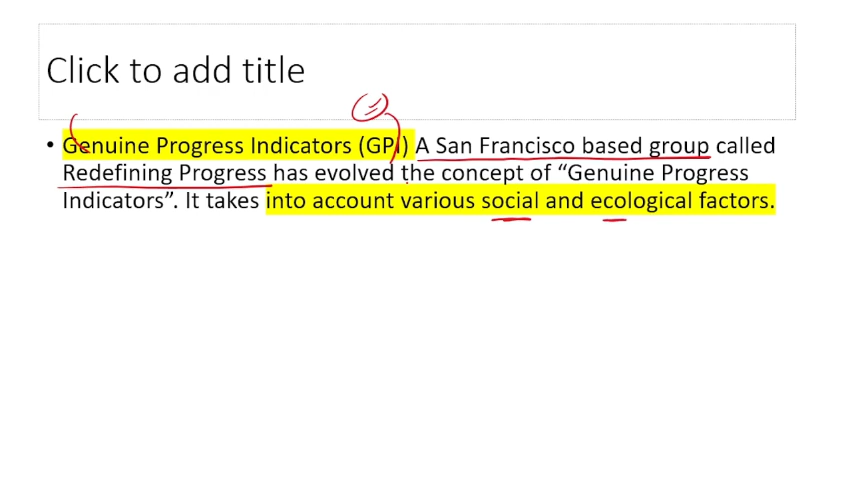 Click to add title
• Genuine Progress Indicators (GPI) A San Francisco based group called
Redefining Progress has evolved the concept of “Genuine Progress
Indicators”. It takes into account various social and ecological factors.